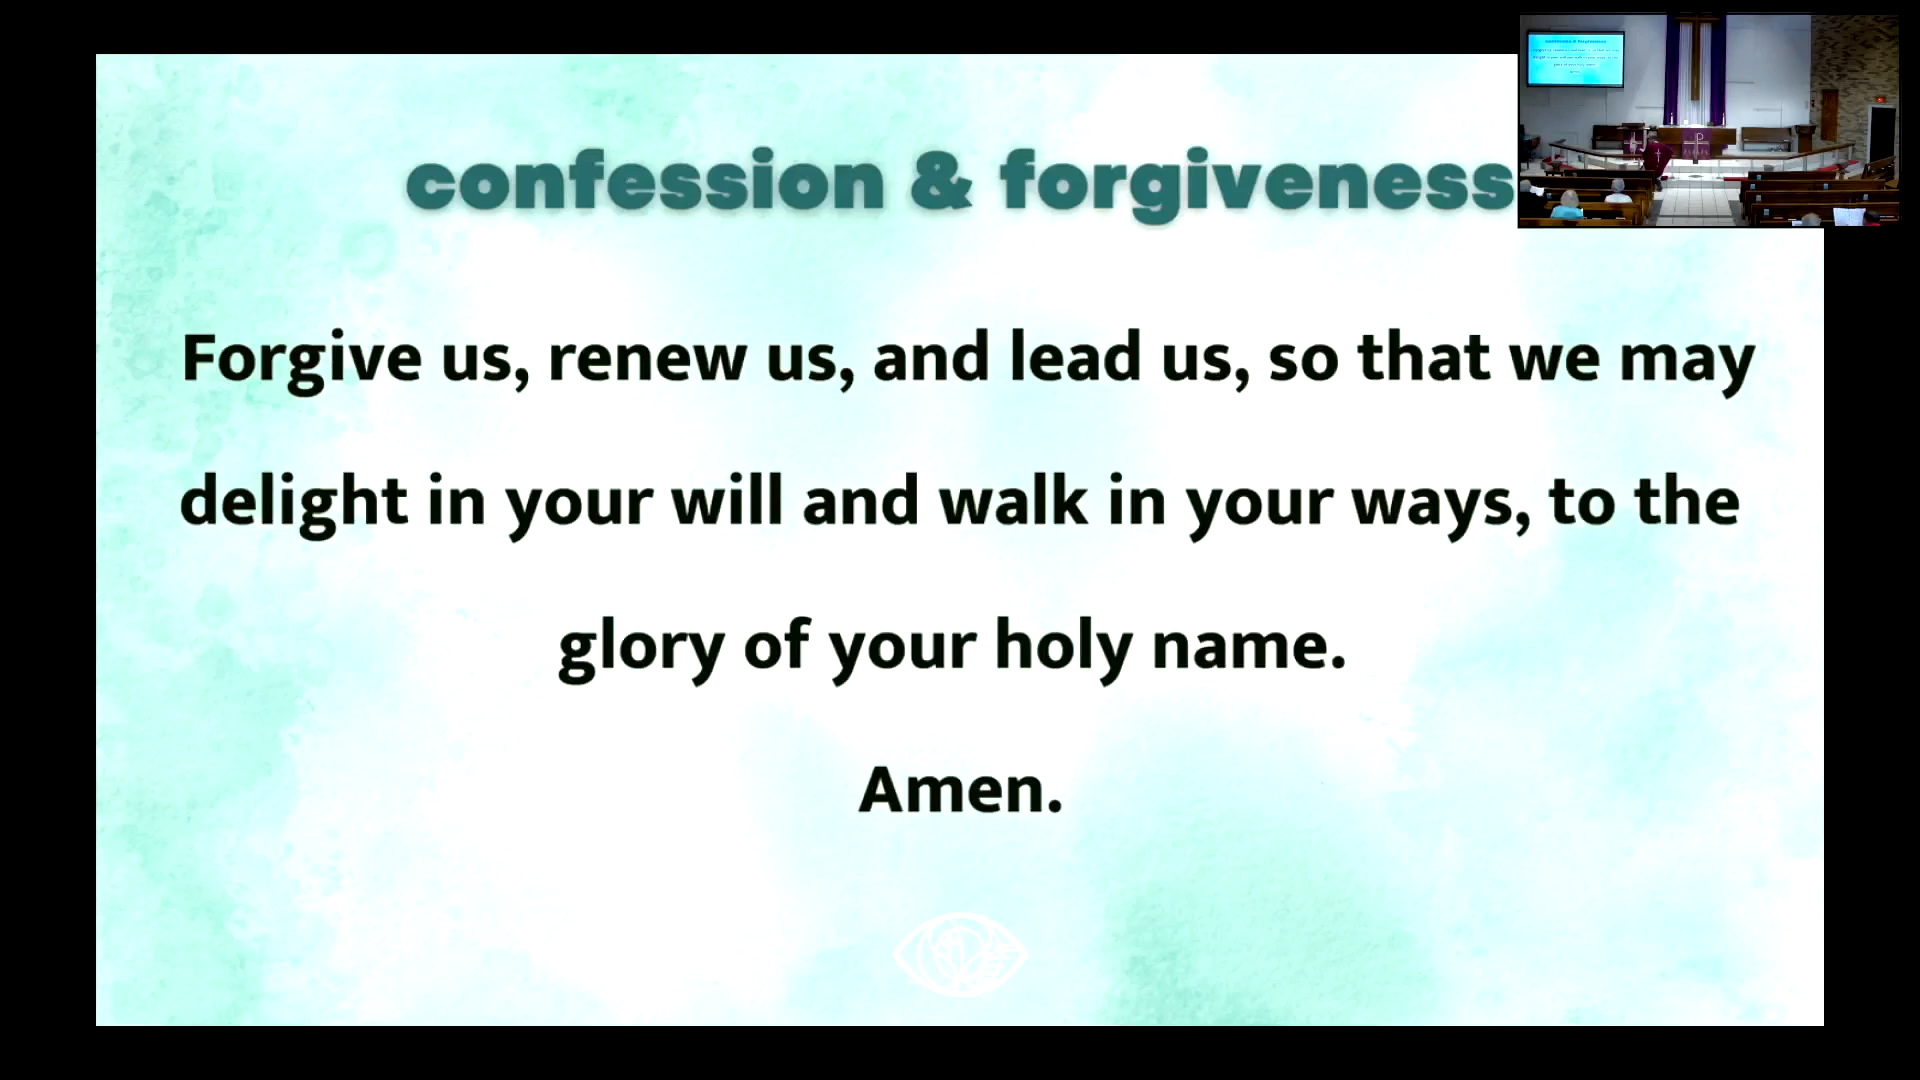 confession & forgiveness
Forgive us, renew us, and lead us, so that we may
delight in your will and walk in your ways, to the
glory of your holy name.
Amen.